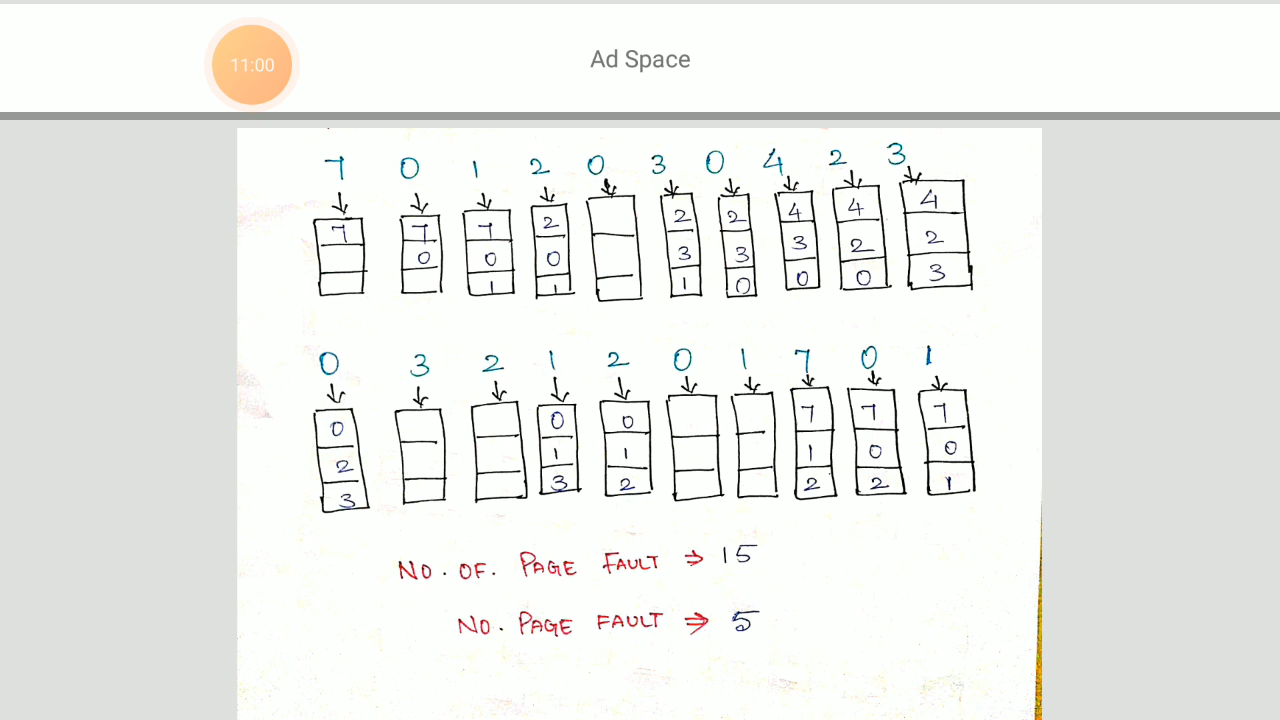 11:00
Ad Space
7 0 1 2 0 3 0 4 2 3
7 7 7 2 2 2 4 4 4
0 0 0 3 3 3 2 2
1 1 1 0 0 0 3
0 3 2 1 2 0 1 7 0 1
0 0 0 7 7 7
2 1 1 1 0 0
3 3 2 2 2 1
NO. OF. PAGE FAULT ⇒ 15
NO. PAGE FAULT ⇒ 5